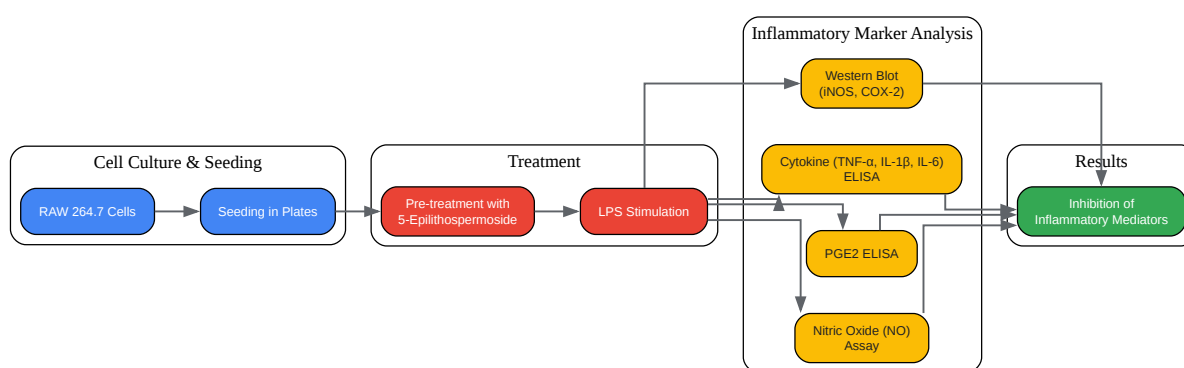 Cell Culture & Seeding
RAW 264.7 Cells
Seeding in Plates
Treatment
Pre-treatment with
5-Epilithospermoside
LPS Stimulation
Inflammatory Marker Analysis
Western Blot
(iNOS, COX-2)
Cytokine (TNF-α, IL-1β, IL-6)
ELISA
PGE2 ELISA
Nitric Oxide (NO)
Assay
Results
Inhibition of
Inflammatory Mediators